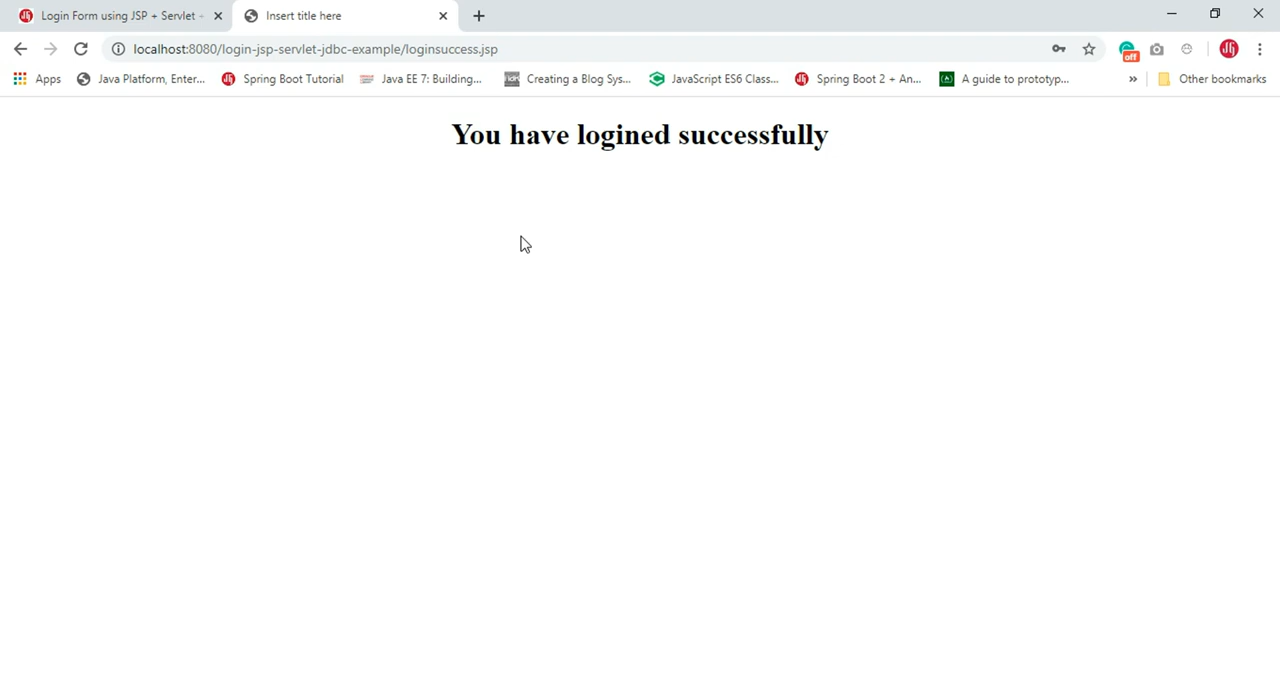 Login Form using JSP + Servlet +
Insert title here
localhost:8080/login-jsp-servlet-jdbc-example/loginsuccess.jsp
off
Apps
Java Platform, Enter...
Spring Boot Tutorial
Java EE 7: Building...
Creating a Blog Sys...
JavaScript ES6 Class...
Spring Boot 2 + An...
A guide to prototyp...
»
Other bookmarks
You have logined successfully